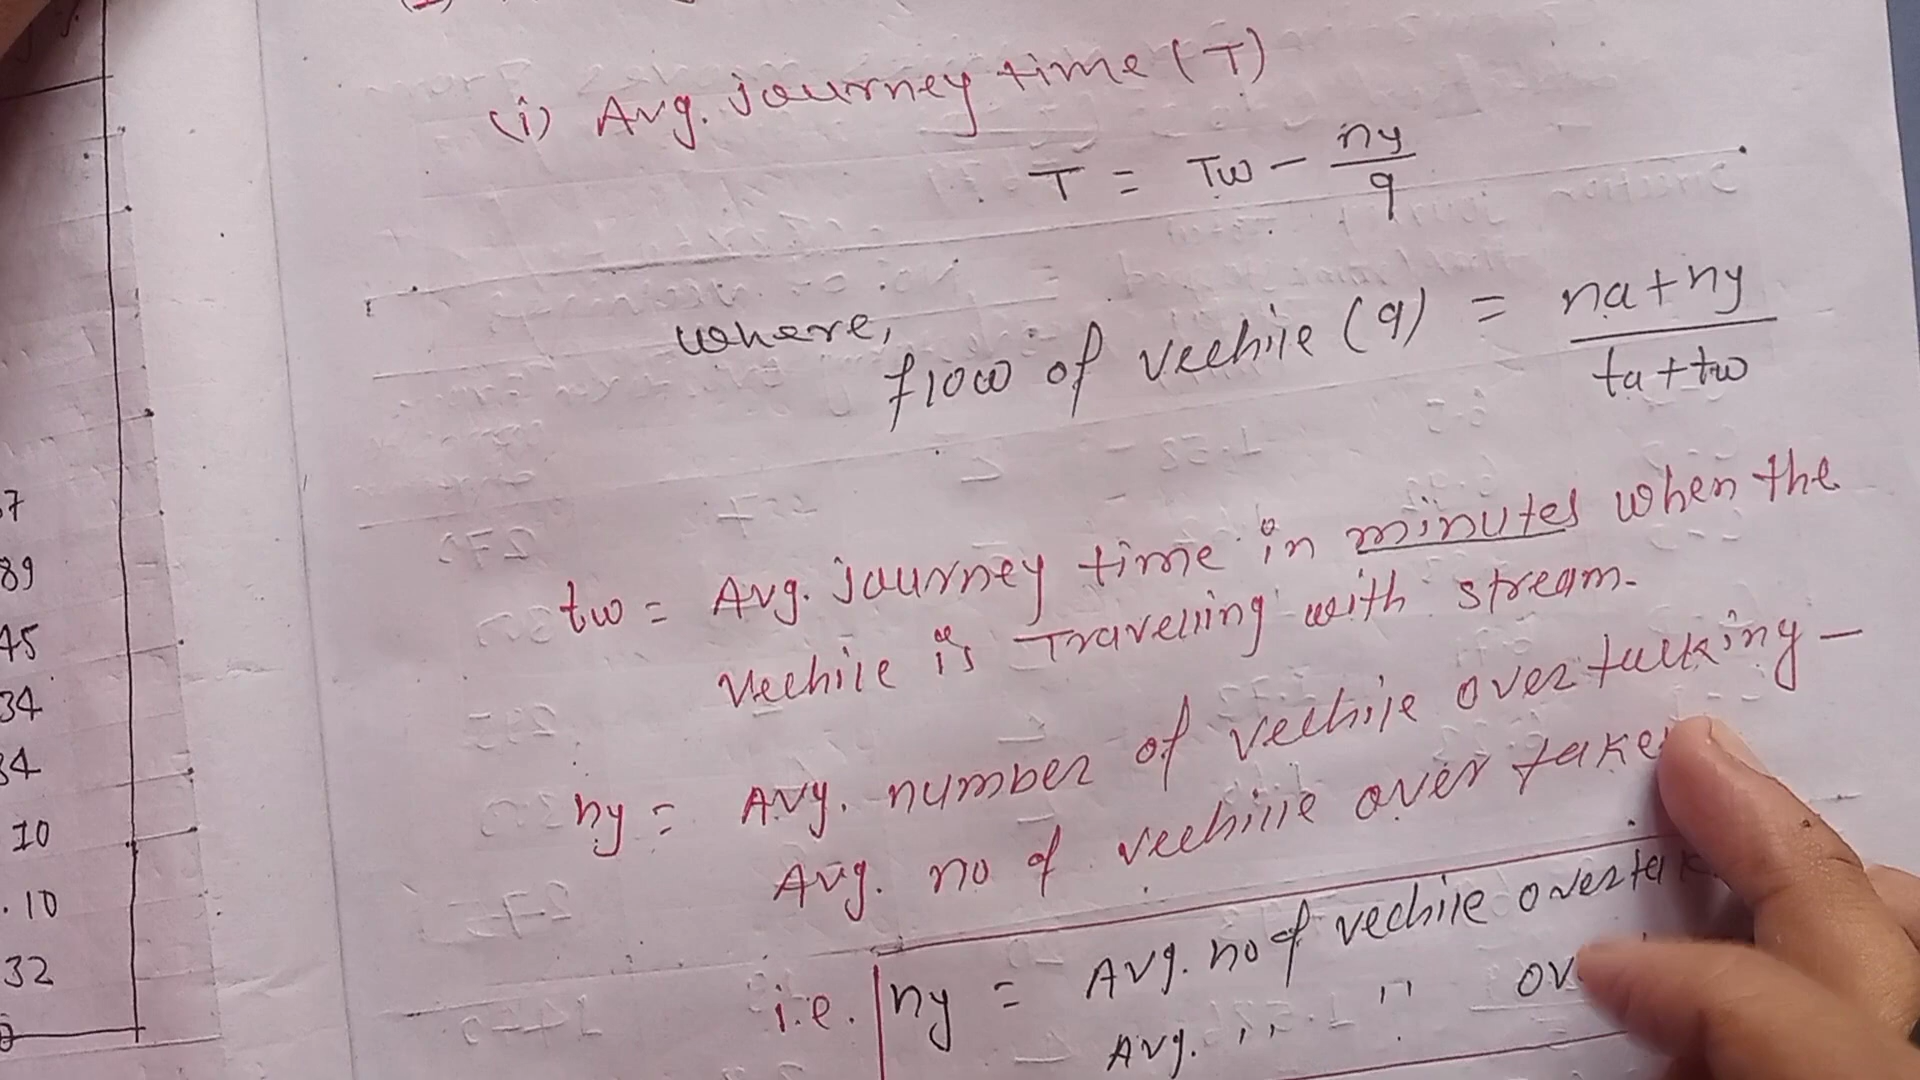 (i) Avg. journey time (T)
T = Tw - ny/q
where,
flow of vechile (q) = na+ny/ta+tw
tw = Avg. journey time in minutes when the
vechile is Travelling with stream.
ny = Avg. number of vechile over tacking -
Avg. no of vechile over take
i.e. ny = Avg. no of vechile overta
Avg. ,, ,, ov
7
89
45
34
34
10
.10
32